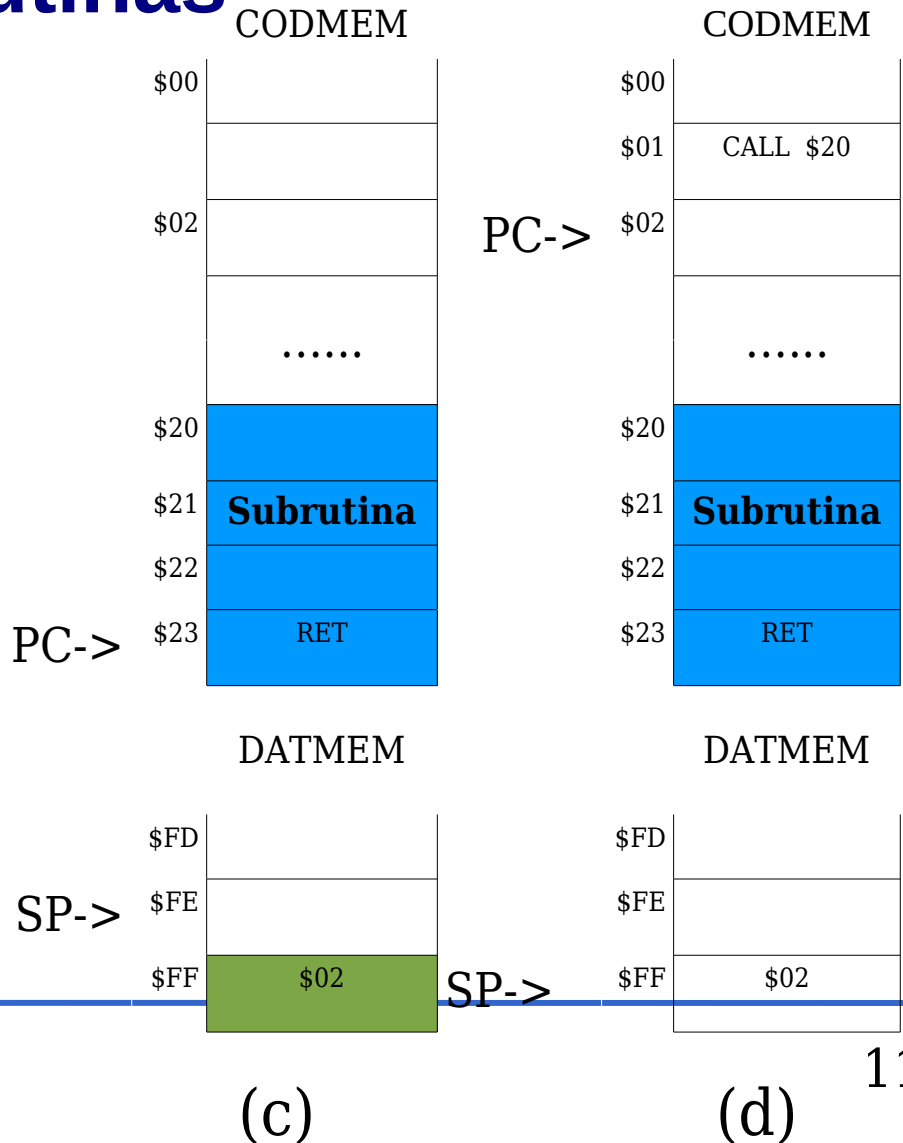 CODMEM
$00
$02
......
$20
$21 Subrutina
$22
PC-> $23 RET
DATMEM
$FD
SP-> $FE
$FF $02
(c)
CODMEM
$00
$01 CALL $20
PC-> $02
......
$20
$21 Subrutina
$22
$23 RET
DATMEM
$FD
$FE
SP-> $FF $02
(d)